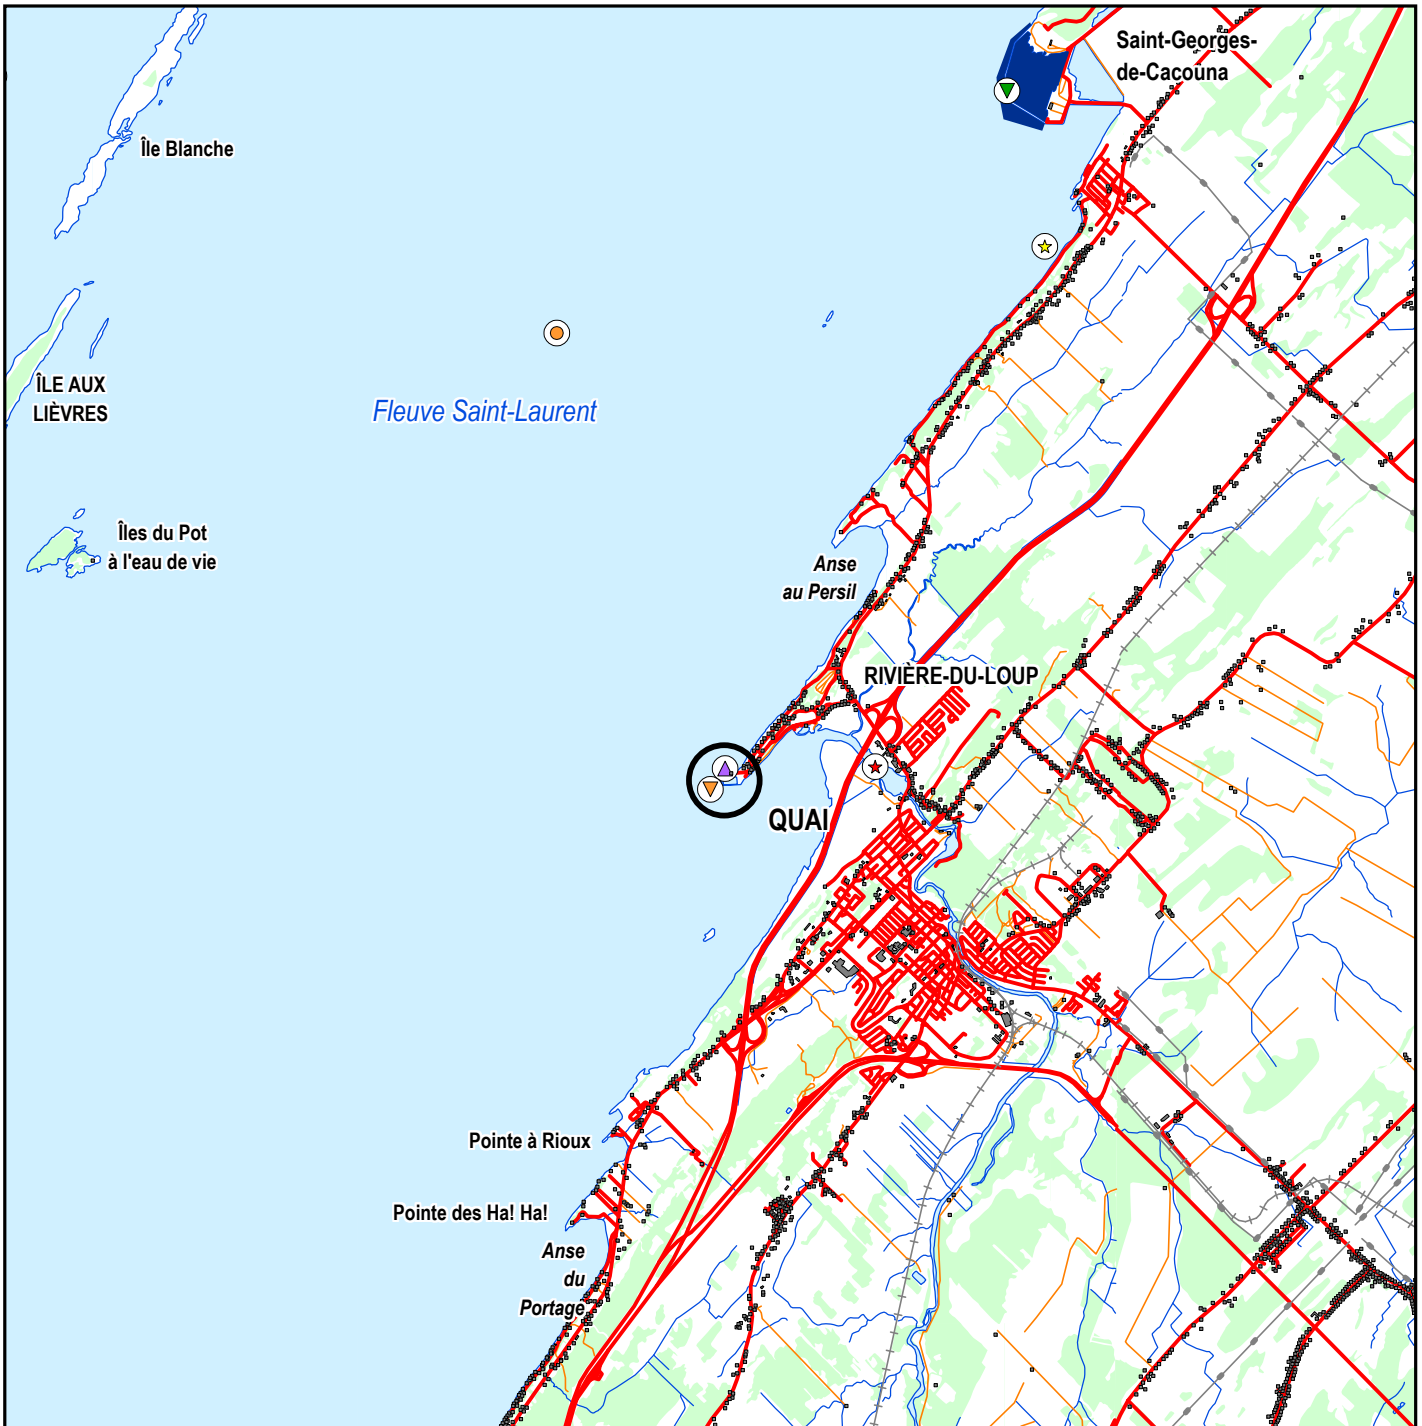 Saint-Georges-
de-Cacouna
Île Blanche
ÎLE AUX
LIÈVRES
Fleuve Saint-Laurent
Îles du Pot
à l'eau de vie
Anse
au Persil
RIVIÈRE-DU-LOUP
QUAI
Pointe à Rioux
Pointe des Ha! Ha!
Anse
du
Portage